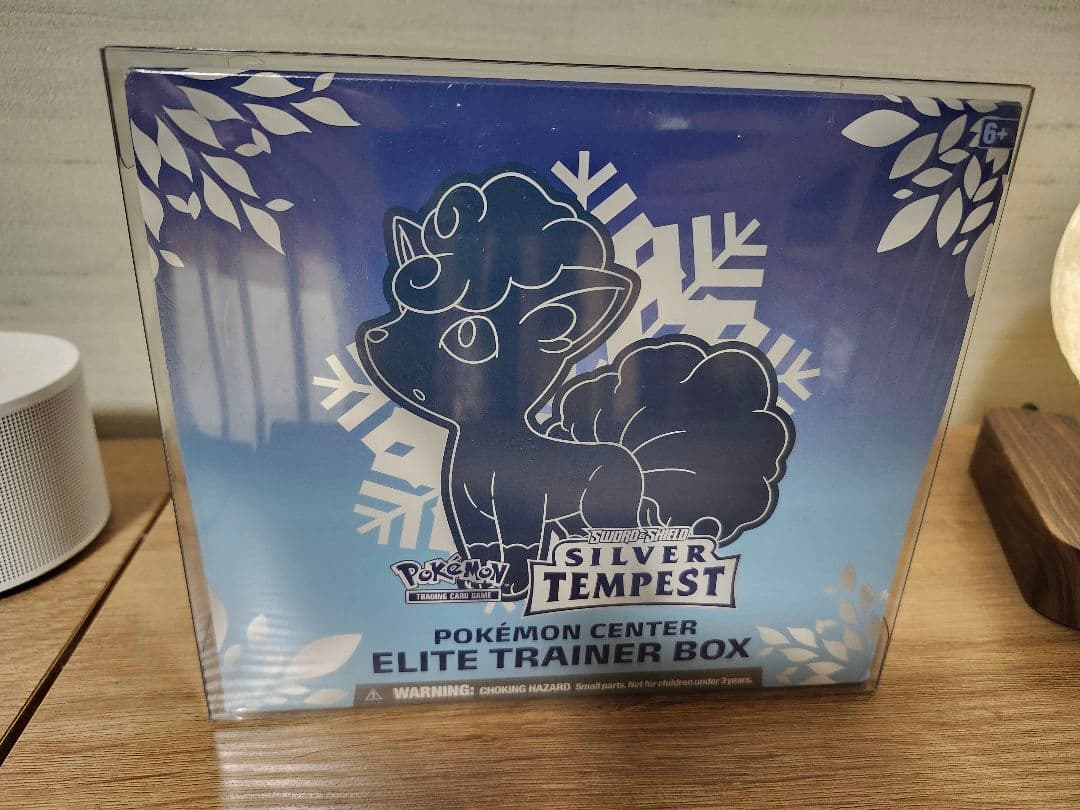 6+
SWORD & SHIELD
SILVER
TEMPEST
POKÉMON
TRADING CARD GAME
POKÉMON CENTER
ELITE TRAINER BOX
WARNING: CHOKING HAZARD Small parts. Not for children under 3 years.